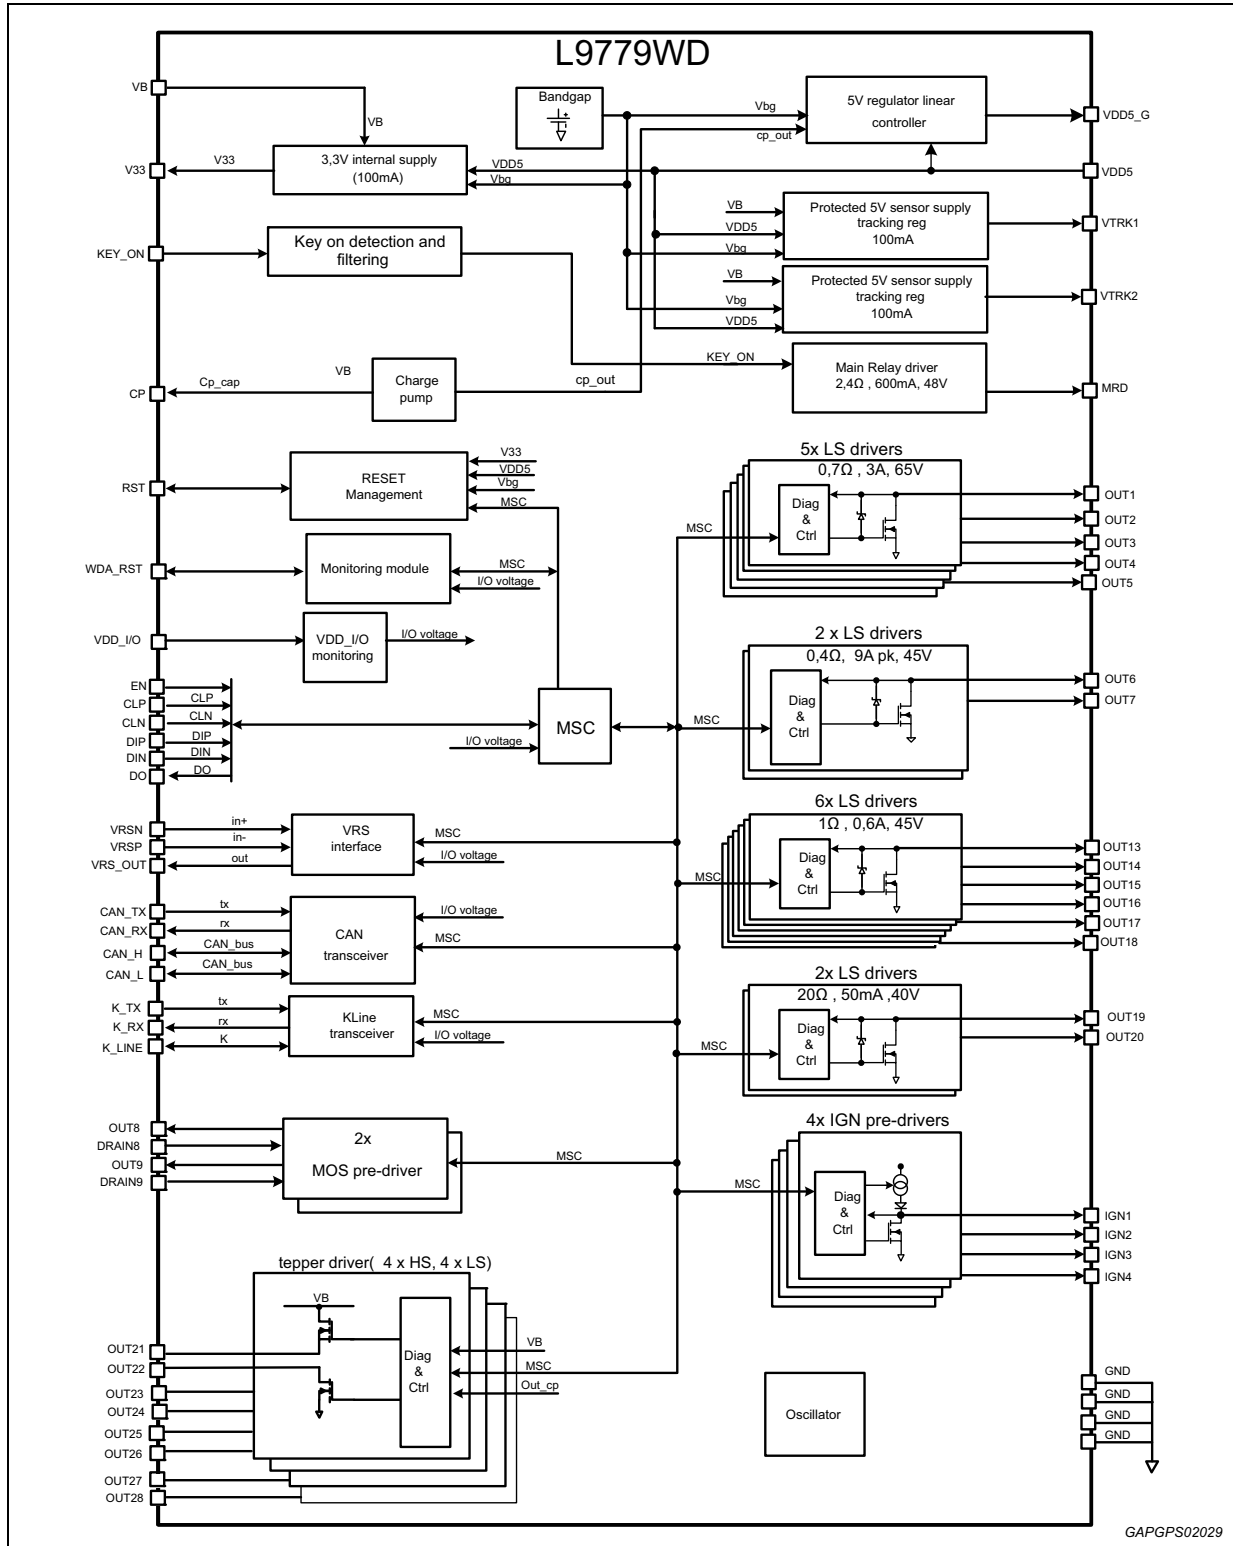 L9779WD
VB
VB
Bandgap
Vbg
cp_out
5V regulator linear
controller
VDD5_G
V33
V33
3,3V internal supply
(100mA)
VDD5
Vbg
VDD5
VB
VDD5
Vbg
Protected 5V sensor supply
tracking reg
100mA
VTRK1
KEY_ON
Key on detection and
filtering
VB
Vbg
VDD5
Protected 5V sensor supply
tracking reg
100mA
VTRK2
KEY_ON
Main Relay driver
2,4Ω , 600mA, 48V
MRD
CP
Cp_cap
VB
Charge
pump
cp_out
RST
RESET
Management
V33
VDD5
Vbg
MSC
5x LS drivers
0,7Ω , 3A, 65V
MSC
Diag
&
Ctrl
OUT1
OUT2
OUT3
OUT4
OUT5
WDA_RST
Monitoring module
MSC
I/O voltage
VDD_I/O
VDD_I/O
monitoring
I/O voltage
2 x LS drivers
0,4Ω, 9A pk, 45V
MSC
Diag
&
Ctrl
OUT6
OUT7
EN
CLP
CLP
CLN
CLN
DIP
DIP
DIN
DIN
DO
DO
MSC
I/O voltage
VRSN
in+
VRSP
in-
VRS_OUT
out
VRS
interface
MSC
I/O voltage
6x LS drivers
1Ω , 0,6A, 45V
MSC
Diag
&
Ctrl
OUT13
OUT14
OUT15
OUT16
OUT17
OUT18
CAN_TX
tx
CAN_RX
rx
CAN_H
CAN_bus
CAN_L
CAN_bus
CAN
transceiver
I/O voltage
MSC
2x LS drivers
20Ω , 50mA ,40V
MSC
Diag
&
Ctrl
OUT19
OUT20
K_TX
tx
K_RX
rx
K_LINE
K
KLine
transceiver
MSC
I/O voltage
OUT8
DRAIN8
OUT9
DRAIN9
2x
MOS pre-driver
MSC
4x IGN pre-drivers
MSC
Diag
&
Ctrl
IGN1
IGN2
IGN3
IGN4
tepper driver( 4 x HS, 4 x LS)
VB
Diag
&
Ctrl
VB
MSC
Out_cp
OUT21
OUT22
OUT23
OUT24
OUT25
OUT26
OUT27
OUT28
Oscillator
GND
GND
GND
GND
GAPGPS02029